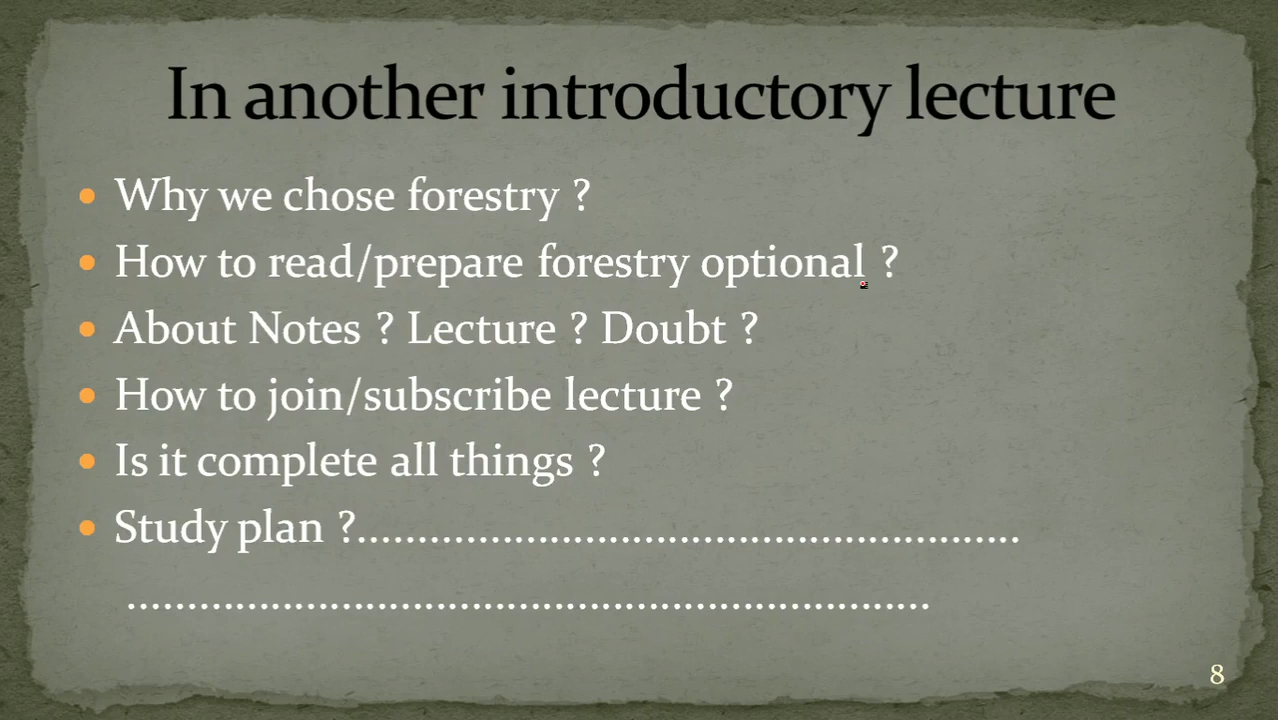 In another introductory lecture
• Why we chose forestry ?
• How to read/prepare forestry optional ?
• About Notes ? Lecture ? Doubt ?
• How to join/subscribe lecture ?
• Is it complete all things ?
• Study plan ?........................................................
....................................................................
8